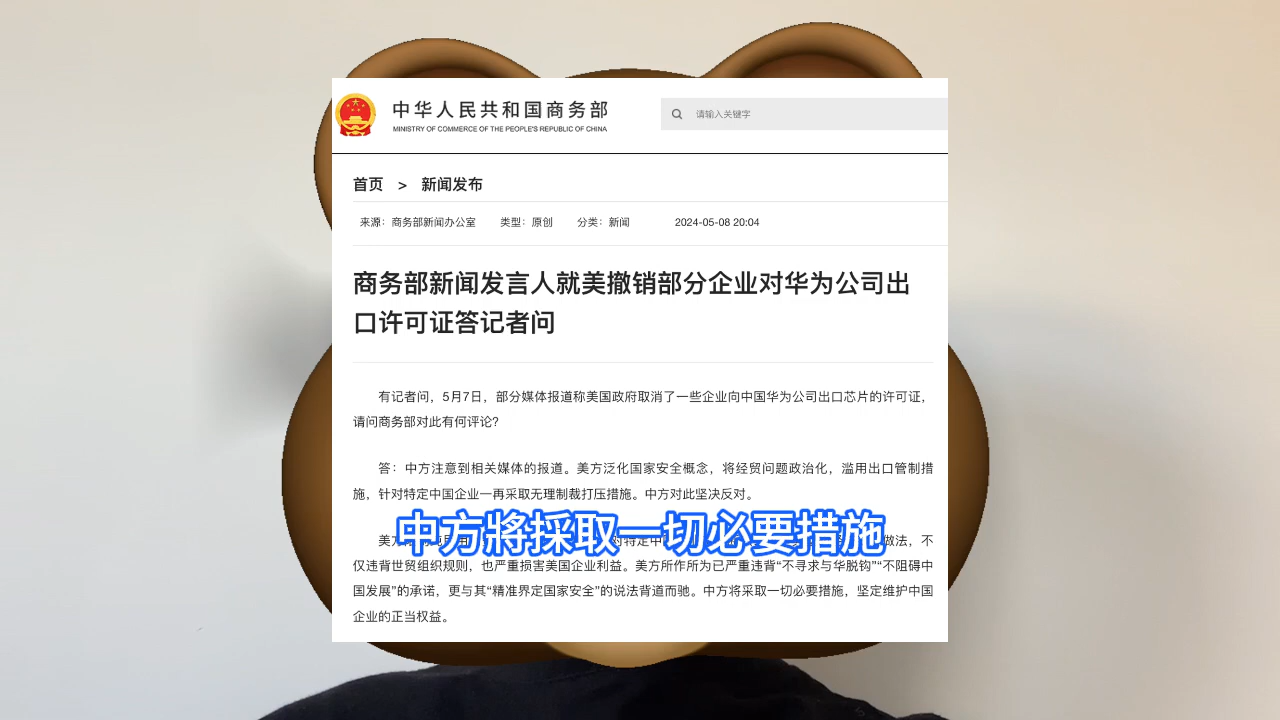 中华人民共和国商务部
MINISTRY OF COMMERCE OF THE PEOPLE'S REPUBLIC OF CHINA
请输入关键字
首页 > 新闻发布
来源：商务部新闻办公室 类型：原创 分类：新闻 2024-05-08 20:04
商务部新闻发言人就美撤销部分企业对华为公司出
口许可证答记者问
有记者问，5月7日，部分媒体报道称美国政府取消了一些企业向中国华为公司出口芯片的许可证，
请问商务部对此有何评论?
答：中方注意到相关媒体的报道。美方泛化国家安全概念，将经贸问题政治化，滥用出口管制措
施，针对特定中国企业一再采取无理制裁打压措施。中方对此坚决反对。
中方將採取一切必要措施
美方 做法，不
仅违背世贸组织规则，也严重损害美国企业利益。美方所作所为已严重违背“不寻求与华脱钩”“不阻碍中
国发展”的承诺，更与其“精准界定国家安全”的说法背道而驰。中方将采取一切必要措施，坚定维护中国
企业的正当权益。